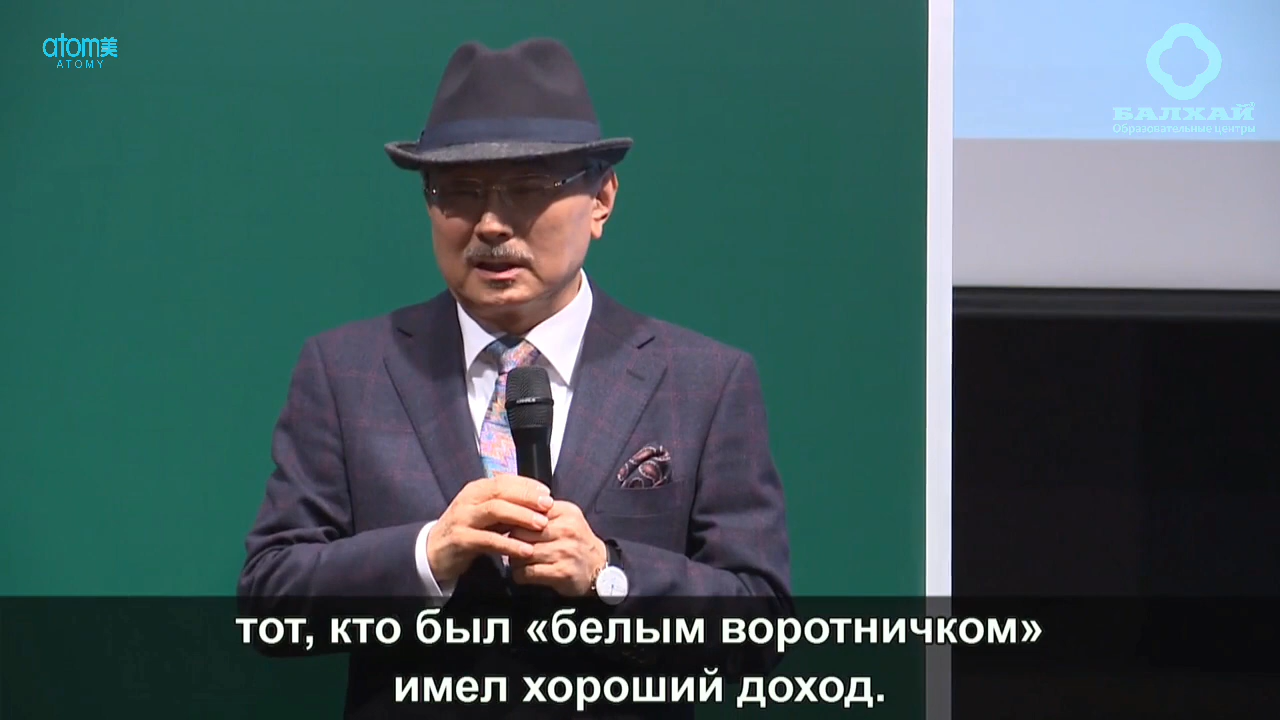 atom美
ATOMY
БАЛХАЙ
Образовательные центры
тот, кто был «белым воротничком»
имел хороший доход.